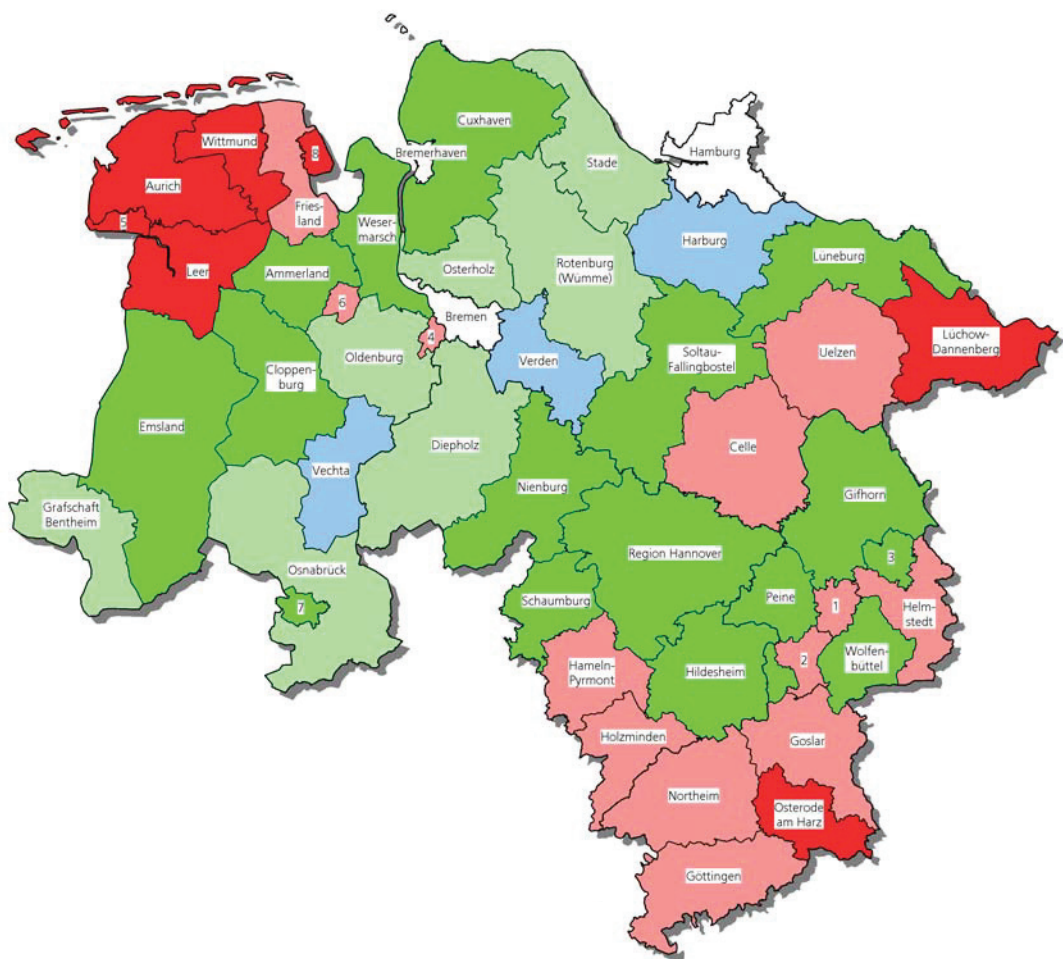 Cuxhaven
Bremerhaven
Hamburg
Wittmund
8
Stade
Aurich
Fries-
land
Weser-
marsch
5
Harburg
Lüneburg
Leer
Ammerland
Osterholz
Rotenburg
(Wümme)
6
Bremen
4
Lüchow-
Dannenberg
Oldenburg
Verden
Soltau-
Fallingbostel
Uelzen
Cloppen-
burg
Emsland
Diepholz
Celle
Vechta
Nienburg
Gifhorn
Grafschaft
Bentheim
Region Hannover
3
Osnabrück
7
Schaumburg
Peine
1
Helm-
stedt
Wolfen-
büttel
2
Hameln-
Pyrmont
Hildesheim
Holzminden
Goslar
Northeim
Osterode
am Harz
Göttingen